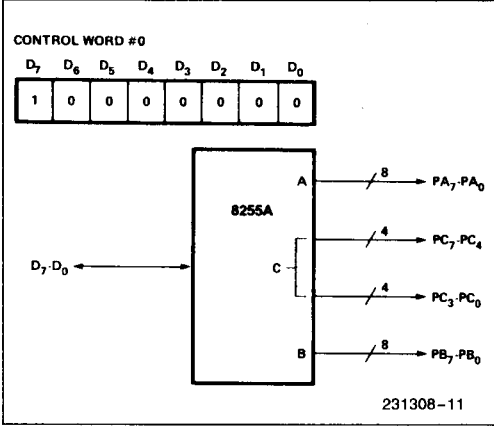 CONTROL WORD #0
D7 D6 D5 D4 D3 D2 D1 D0
1 0 0 0 0 0 0 0
8255A
A 8 PA7-PA0
4 PC7-PC4
D7-D0 C
4 PC3-PC0
B 8 PB7-PB0
231308-11